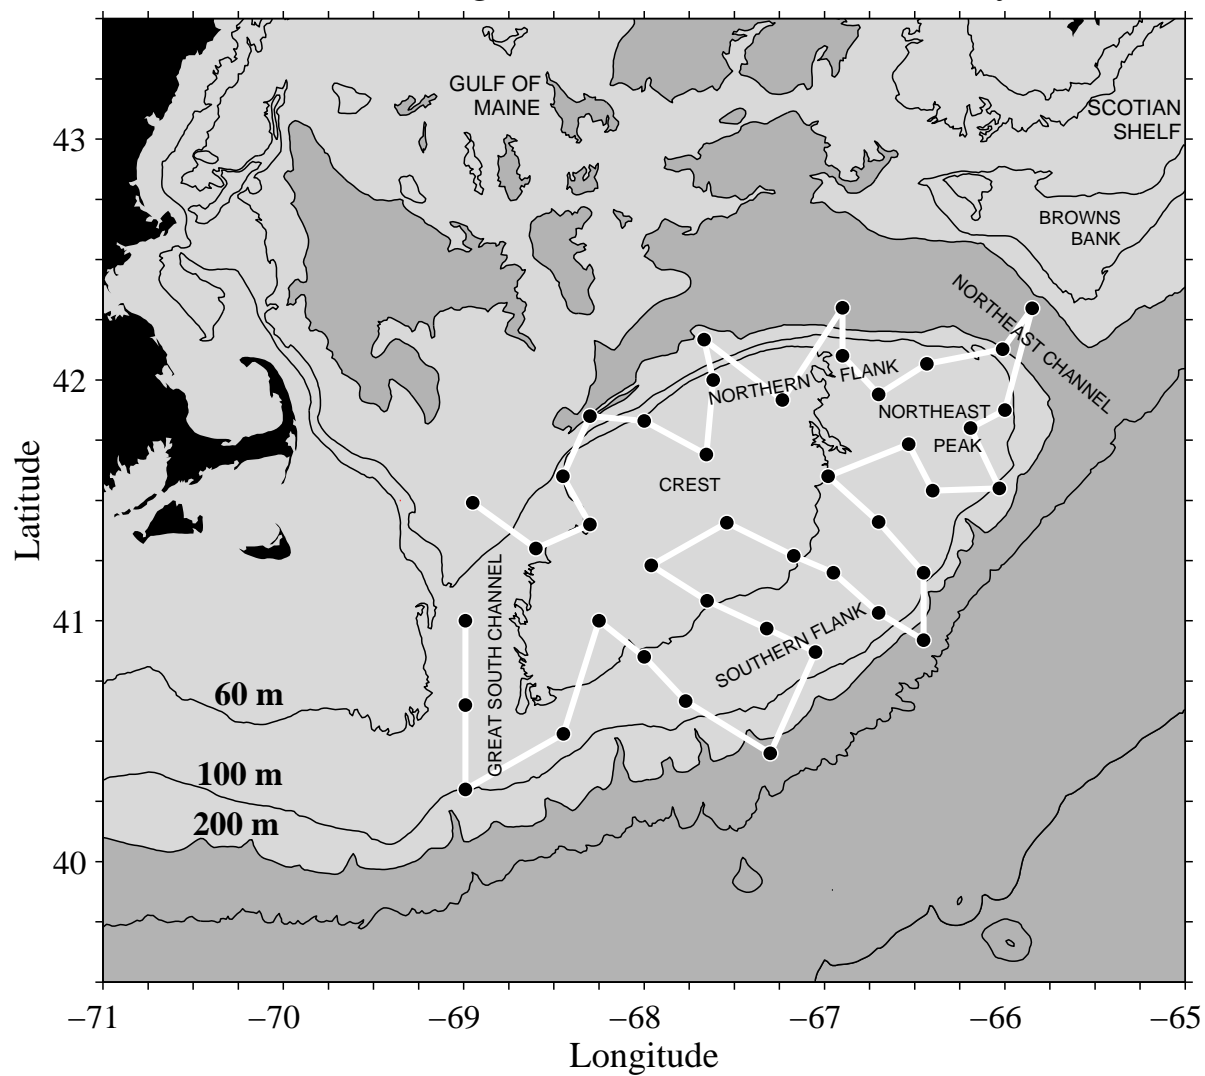 GULF OF
MAINE
SCOTIAN
SHELF
43
BROWNS
BANK
NORTHEAST CHANNEL
42
NORTHERN FLANK
NORTHEAST
PEAK
CREST
Latitude
41
GREAT SOUTH CHANNEL
SOUTHERN FLANK
60 m
100 m
200 m
40
−71 −70 −69 −68 −67 −66 −65
Longitude